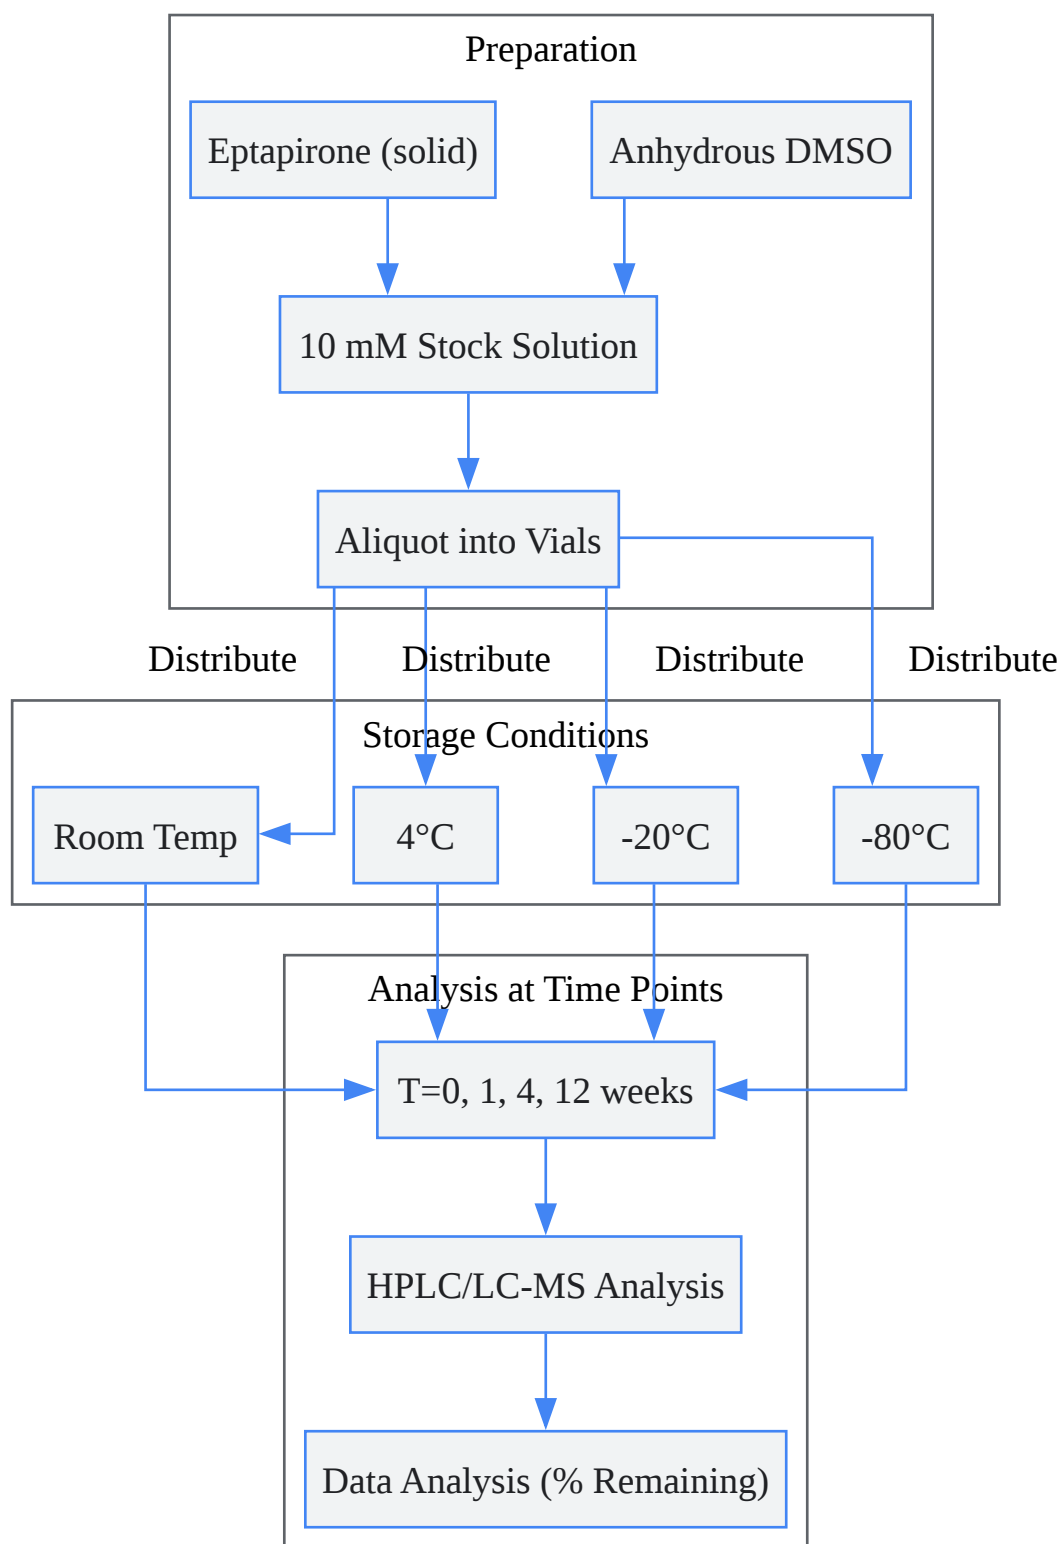 Preparation
Eptapirone (solid)
Anhydrous DMSO
10 mM Stock Solution
Aliquot into Vials
Distribute
Distribute
Distribute
Distribute
Storage Conditions
Room Temp
4°C
-20°C
-80°C
Analysis at Time Points
T=0, 1, 4, 12 weeks
HPLC/LC-MS Analysis
Data Analysis (% Remaining)